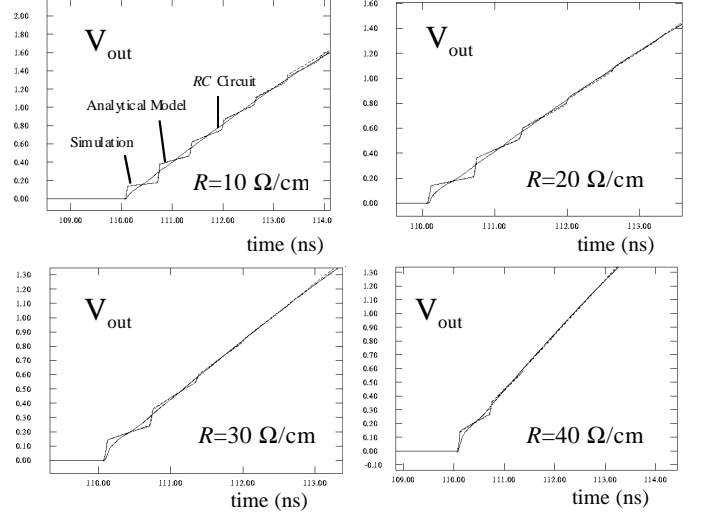 2.00
1.80
1.60
1.40
1.20
1.00
0.80
0.60
0.40
0.20
0.00
Vout
RC Circuit
Analytical Model
Simulation
R=10 Ω/cm
109.00 110.00 111.00 112.00 113.00 114.0
time (ns)
1.60
1.40
1.20
1.00
0.80
0.60
0.40
0.20
0.00
Vout
R=20 Ω/cm
110.00 111.00 112.00 113.00
time (ns)
1.30
1.20
1.10
1.00
0.90
0.80
0.70
0.60
0.50
0.40
0.30
0.20
0.10
0.00
Vout
R=30 Ω/cm
110.00 111.00 112.00 113.00
time (ns)
1.30
1.20
1.10
1.00
0.90
0.80
0.70
0.60
0.50
0.40
0.30
0.20
0.10
0.00
-0.10
Vout
R=40 Ω/cm
109.00 110.00 111.00 112.00 113.00 114.00
time (ns)